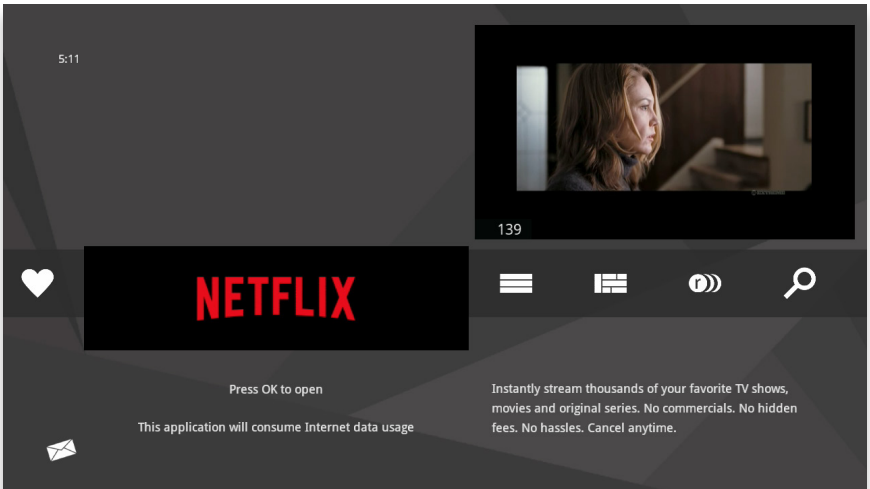 5:11
139
NETFLIX
Press OK to open
This application will consume Internet data usage
Instantly stream thousands of your favorite TV shows,
movies and original series. No commercials. No hidden
fees. No hassles. Cancel anytime.